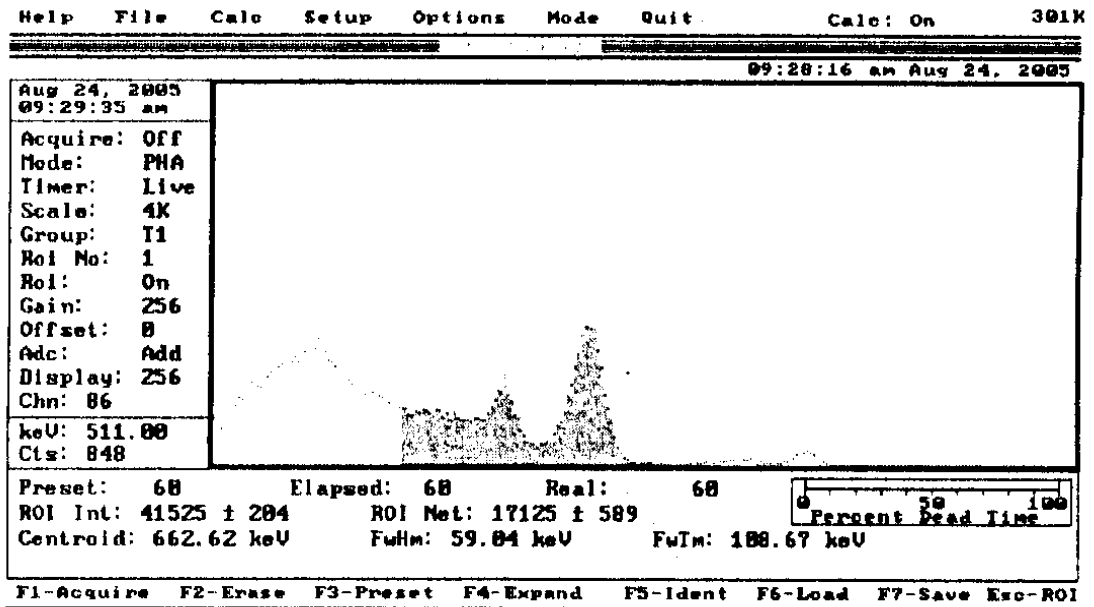 Help File Calc Setup Options Mode Quit Calc: On 301K
09:28:16 am Aug 24, 2005
Aug 24, 2005
09:29:35 am
Acquire: Off
Mode: PHA
Timer: Live
Scale: 4K
Group: T1
Roi No: 1
Roi: On
Gain: 256
Offset: 0
Adc: Add
Display: 256
Chn: 86
keV: 511.00
Cts: 848
Preset: 60 Elapsed: 60 Real: 60
0 50 100
ROI Int: 41525 ± 204 ROI Net: 17125 ± 589
Percent Dead Time
Centroid: 662.62 keV FwHm: 59.04 keV FwTm: 108.67 keV
F1-Acquire F2-Erase F3-Preset F4-Expand F5-Ident F6-Load F7-Save Esc-ROI